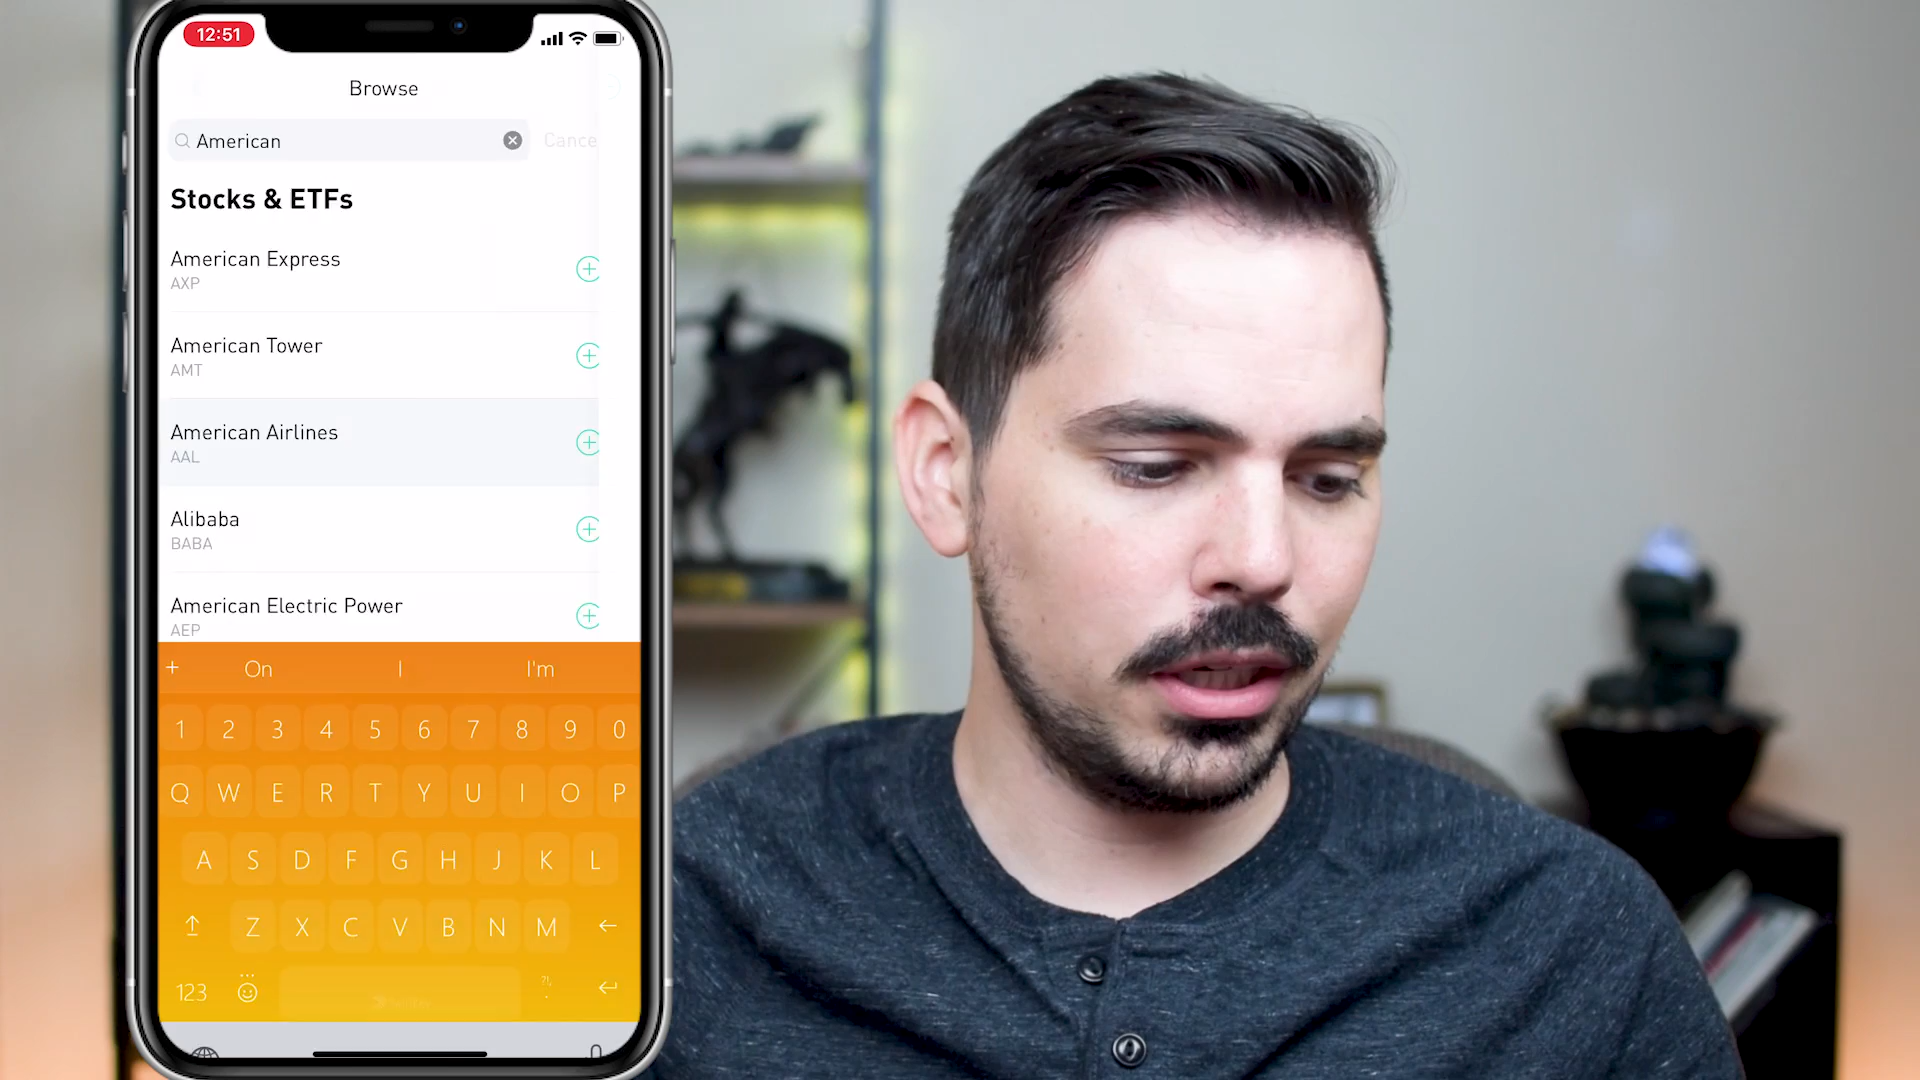 12:51
Browse
American
Cance
Stocks & ETFs
American Express
AXP
American Tower
AMT
American Airlines
AAL
Alibaba
BABA
American Electric Power
AEP
+ On I I'm
1 2 3 4 5 6 7 8 9 0
Q W E R T Y U I O P
A S D F G H J K L
Z X C V B N M
123 ?!, .